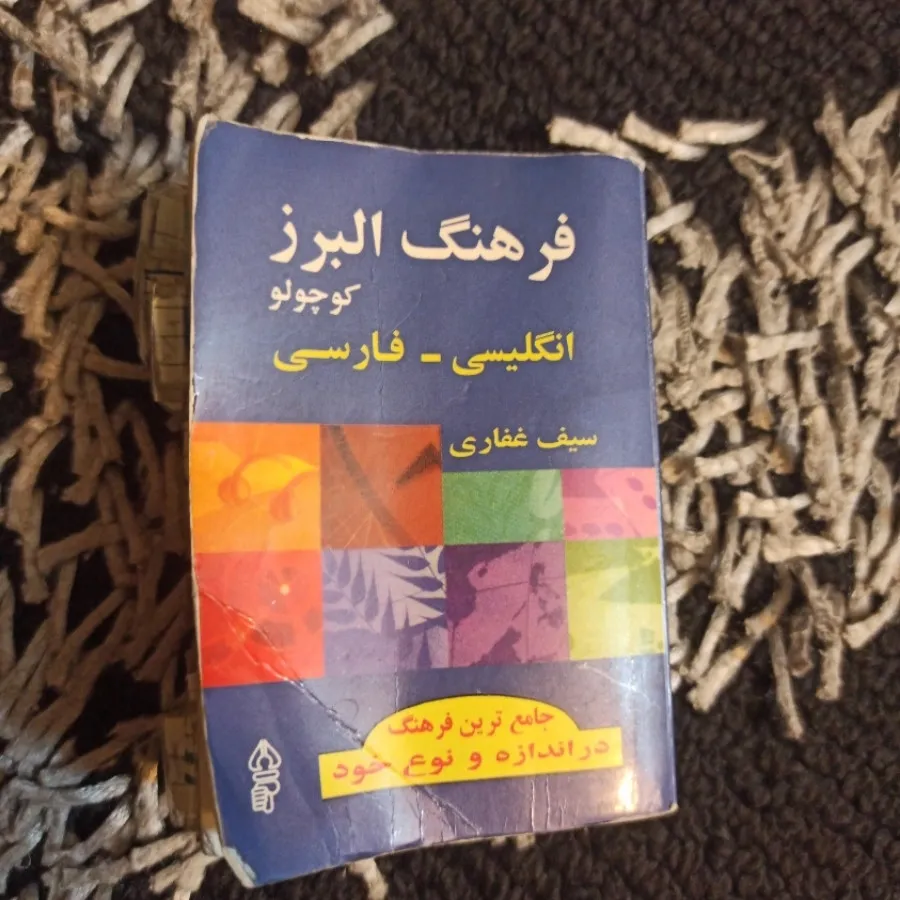 فرهنگ البرز
کوچولو
انگلیسی - فارسی
سیف غفاری
جامع ترین فرهنگ
در اندازه و نوع خود